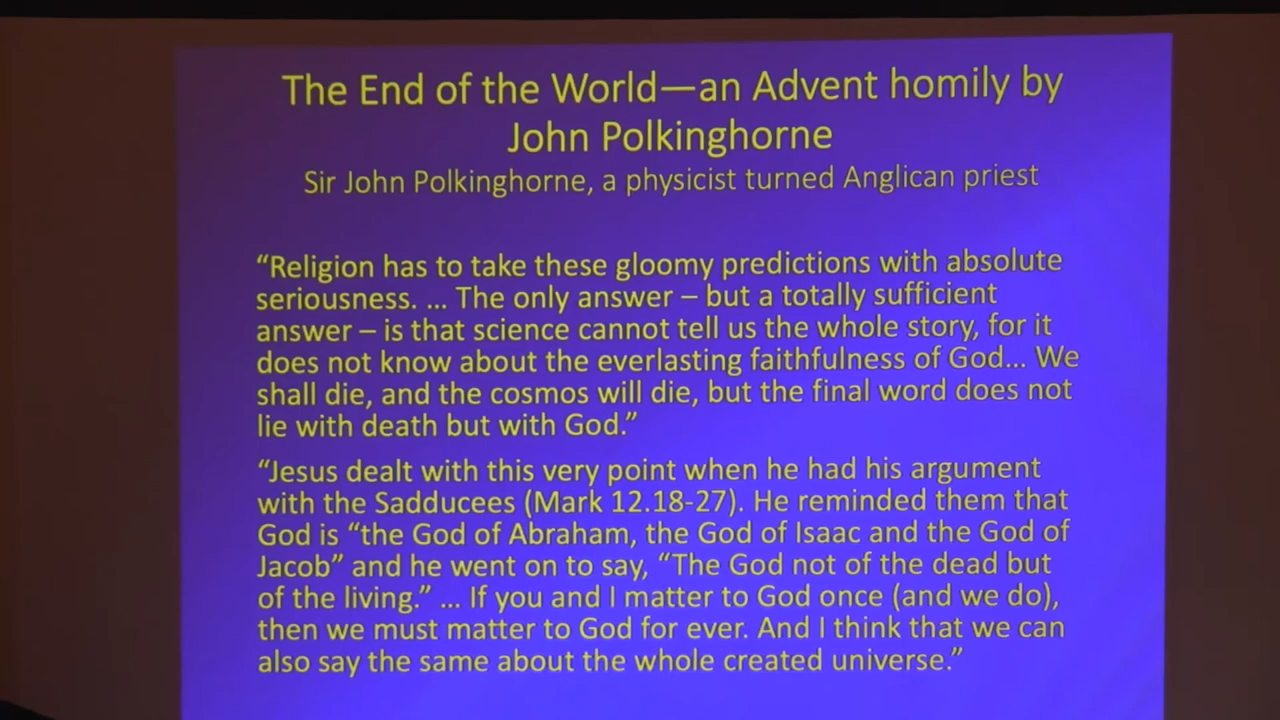 The End of the World—an Advent homily by
John Polkinghorne
Sir John Polkinghorne, a physicist turned Anglican priest
“Religion has to take these gloomy predictions with absolute
seriousness. … The only answer – but a totally sufficient
answer – is that science cannot tell us the whole story, for it
does not know about the everlasting faithfulness of God… We
shall die, and the cosmos will die, but the final word does not
lie with death but with God.”
“Jesus dealt with this very point when he had his argument
with the Sadducees (Mark 12.18-27). He reminded them that
God is “the God of Abraham, the God of Isaac and the God of
Jacob” and he went on to say, “The God not of the dead but
of the living.” … If you and I matter to God once (and we do),
then we must matter to God for ever. And I think that we can
also say the same about the whole created universe.”